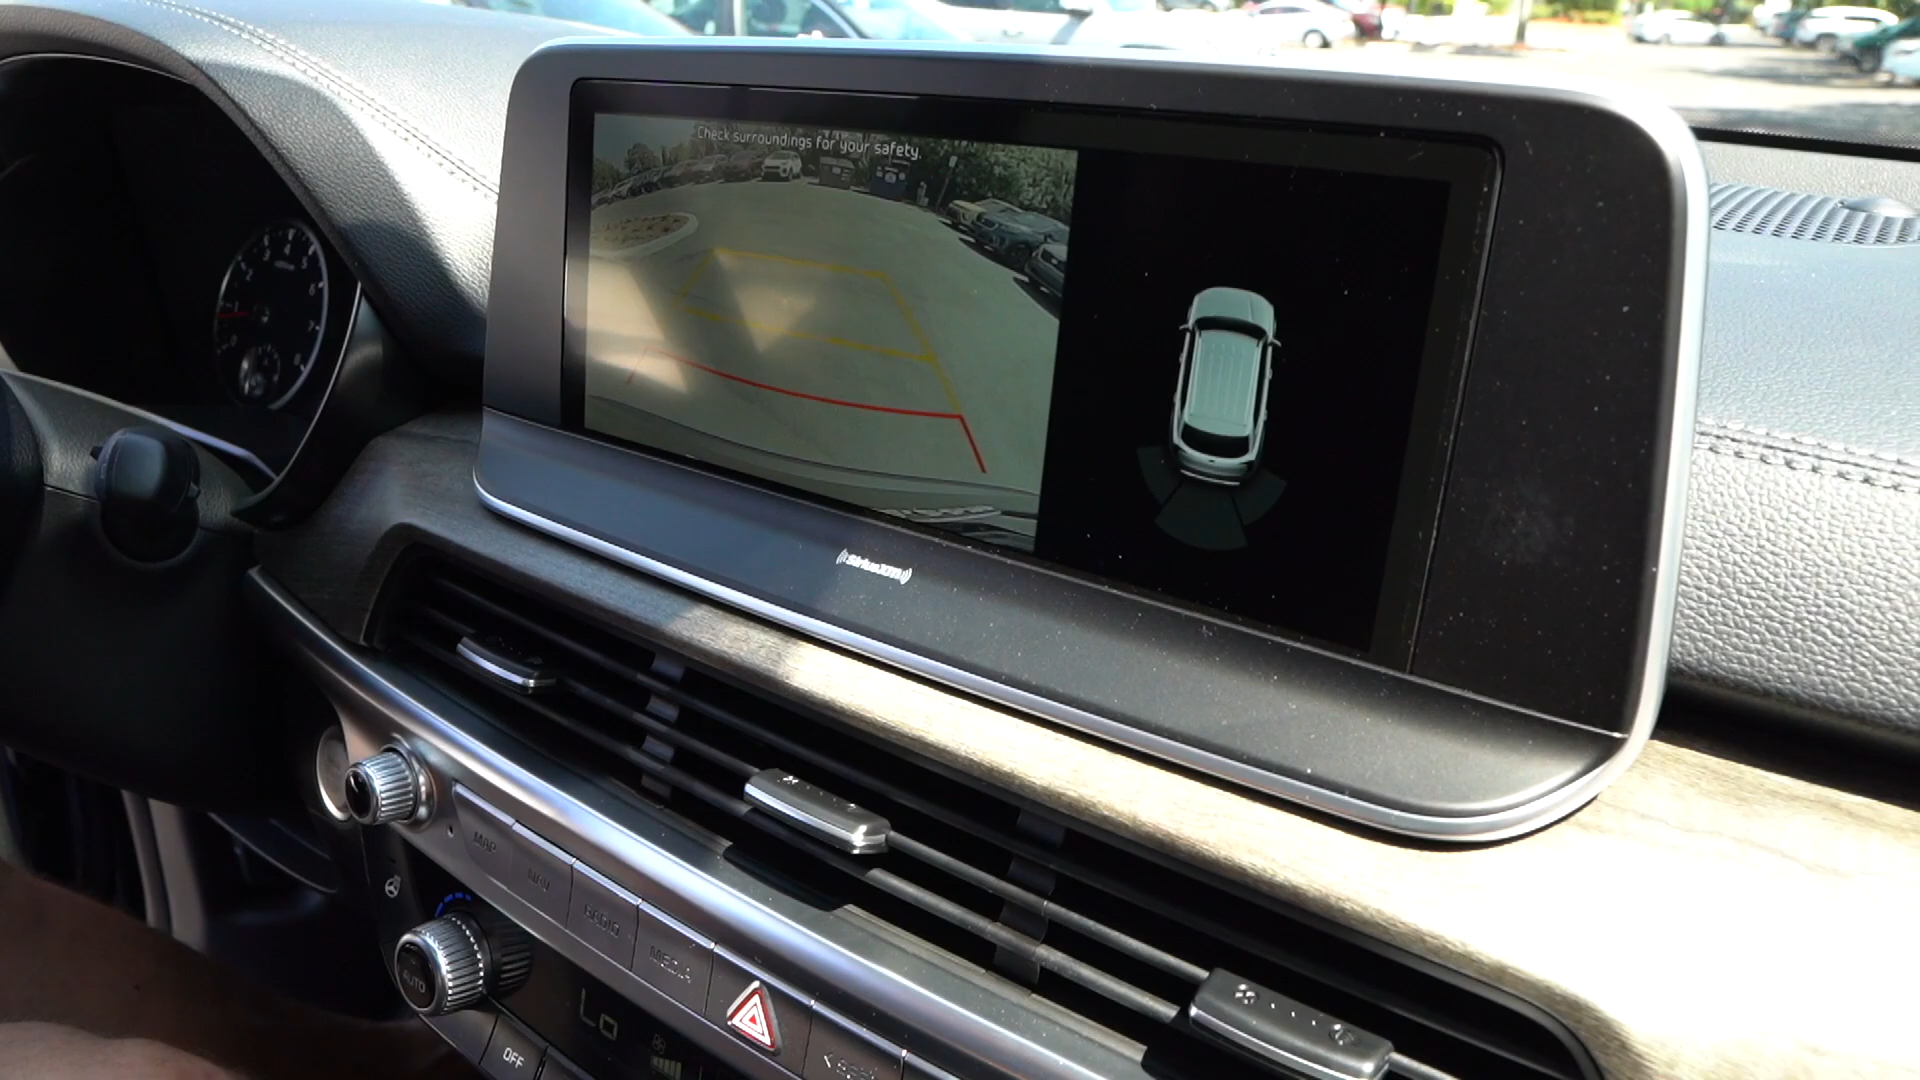 Check surroundings for your safety.
SiriusXM
MAP
NAV
RADIO
MEDIA
AUTO
Lo
OFF